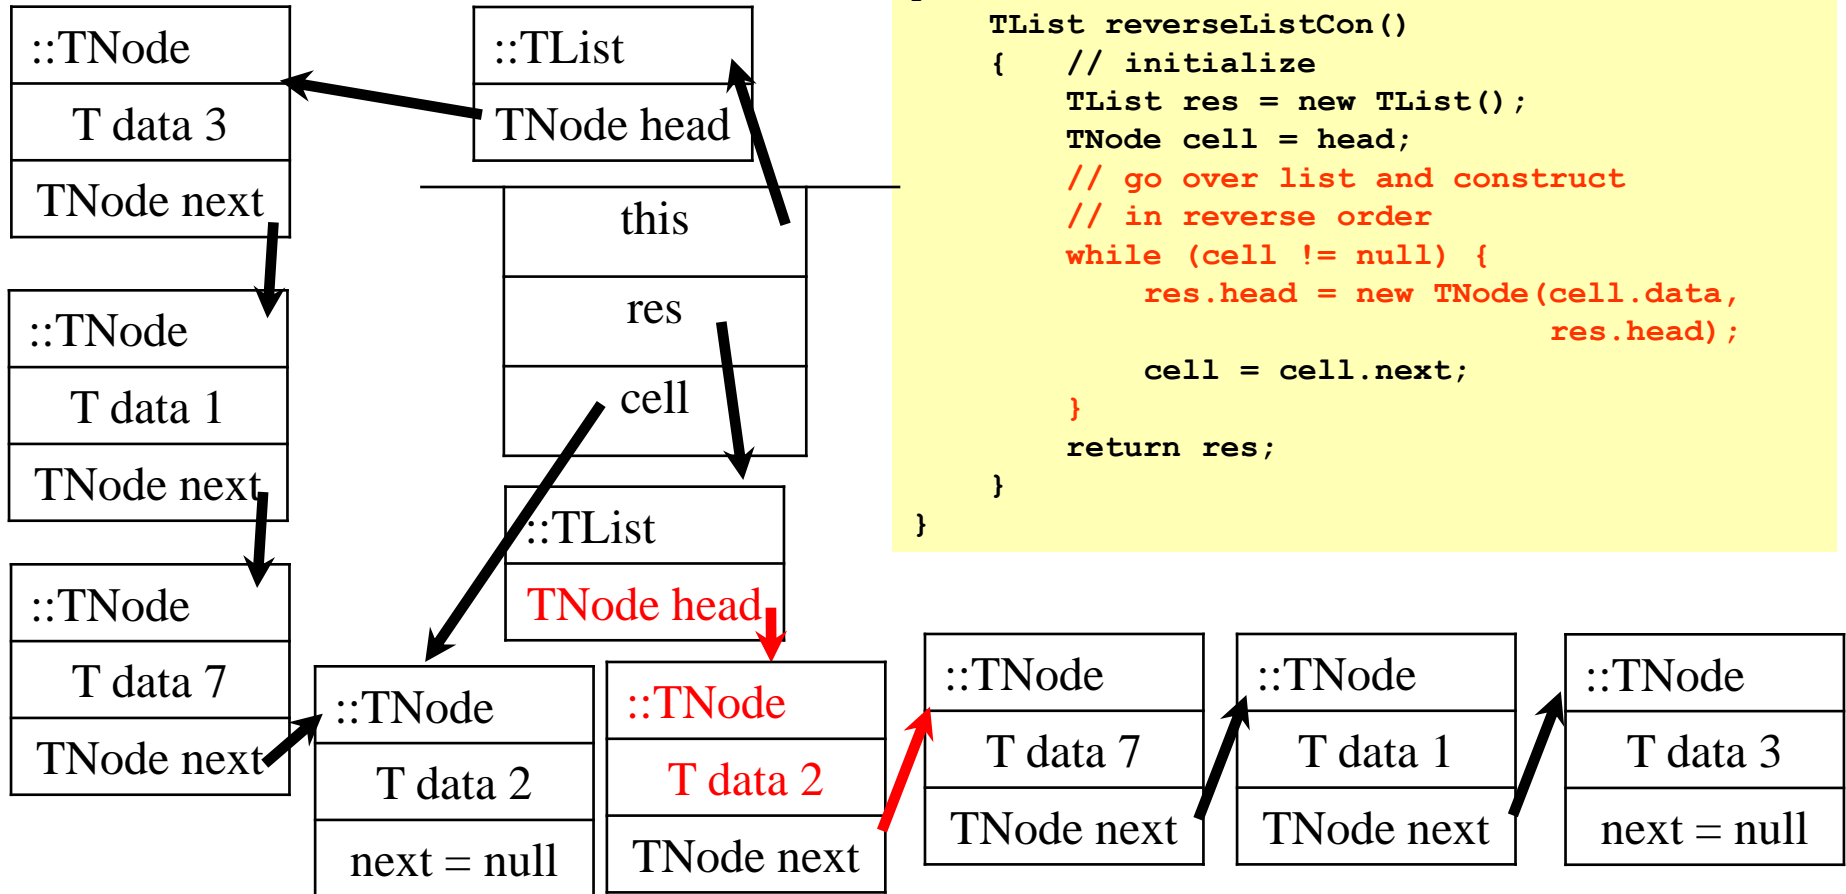 ::TNode
T data 3
TNode next
::TNode
T data 1
TNode next
::TNode
T data 7
TNode next
::TList
TNode head
this
res
cell
::TList
TNode head
::TNode
T data 2
next = null
::TNode
T data 2
TNode next
::TNode
T data 7
TNode next
::TNode
T data 1
TNode next
::TNode
T data 3
next = null
TList reverseListCon()
{ // initialize
TList res = new TList();
TNode cell = head;
// go over list and construct
// in reverse order
while (cell != null) {
res.head = new TNode(cell.data,
res.head);
cell = cell.next;
}
return res;
}
}